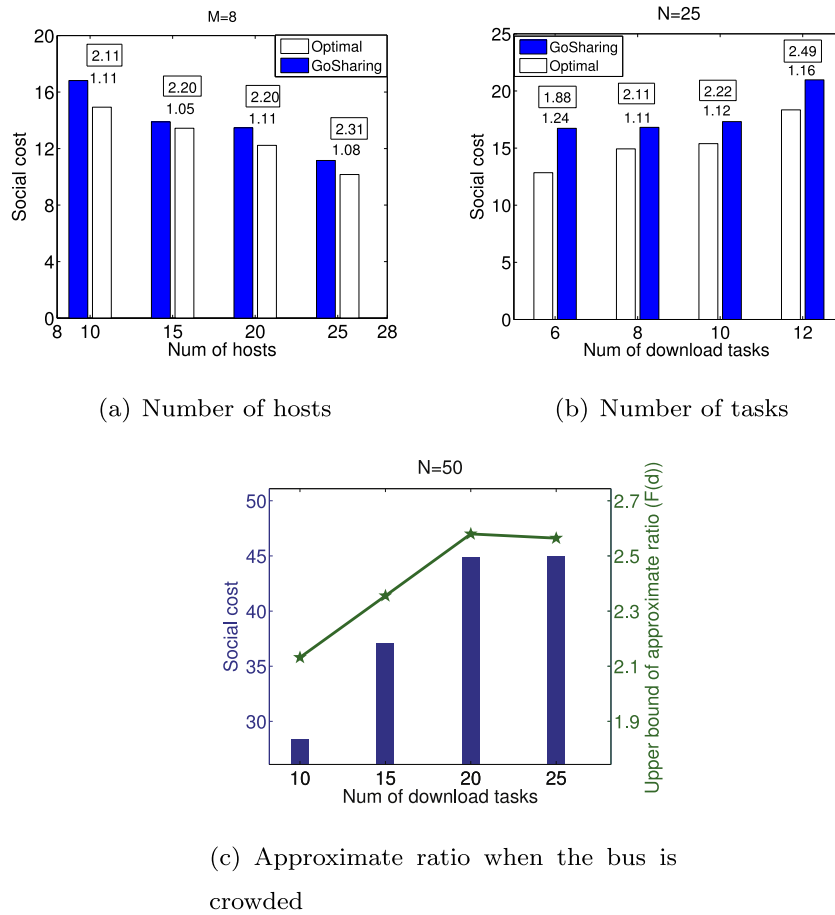 M=8
20
16
12
8
4
0
Social cost
Optimal
GoSharing
2.11
1.11
2.20
1.05
2.20
1.11
2.31
1.08
8 10 15 20 25 28
Num of hosts
(a) Number of hosts
N=25
25
20
15
10
5
0
Social cost
GoSharing
Optimal
1.88
1.24
2.11
1.11
2.22
1.12
2.49
1.16
6 8 10 12
Num of download tasks
(b) Number of tasks
N=50
50
45
40
35
30
Social cost
2.7
2.5
2.3
2.1
1.9
Upper bound of approximate ratio (F(d))
10 15 20 25
Num of download tasks
(c) Approximate ratio when the bus is
crowded